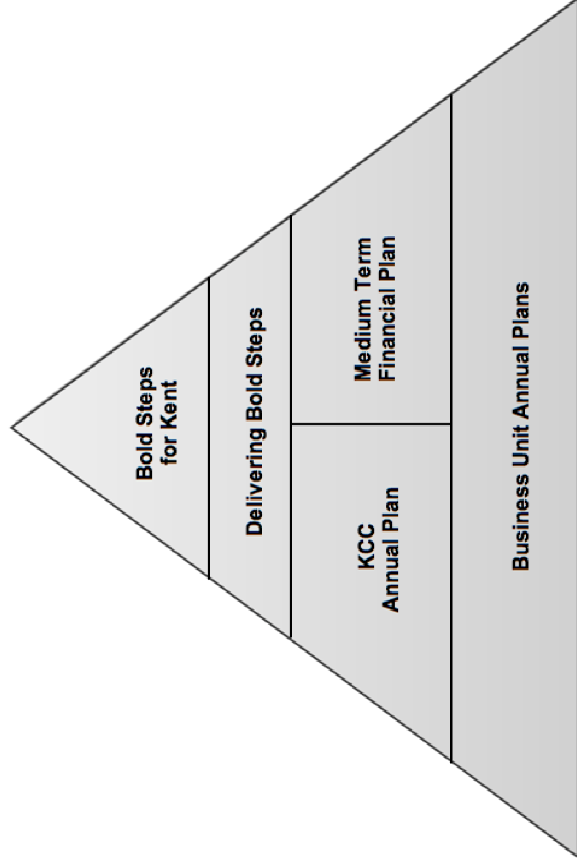 Bold Steps
for Kent
Delivering Bold Steps
KCC
Annual Plan
Medium Term
Financial Plan
Business Unit Annual Plans